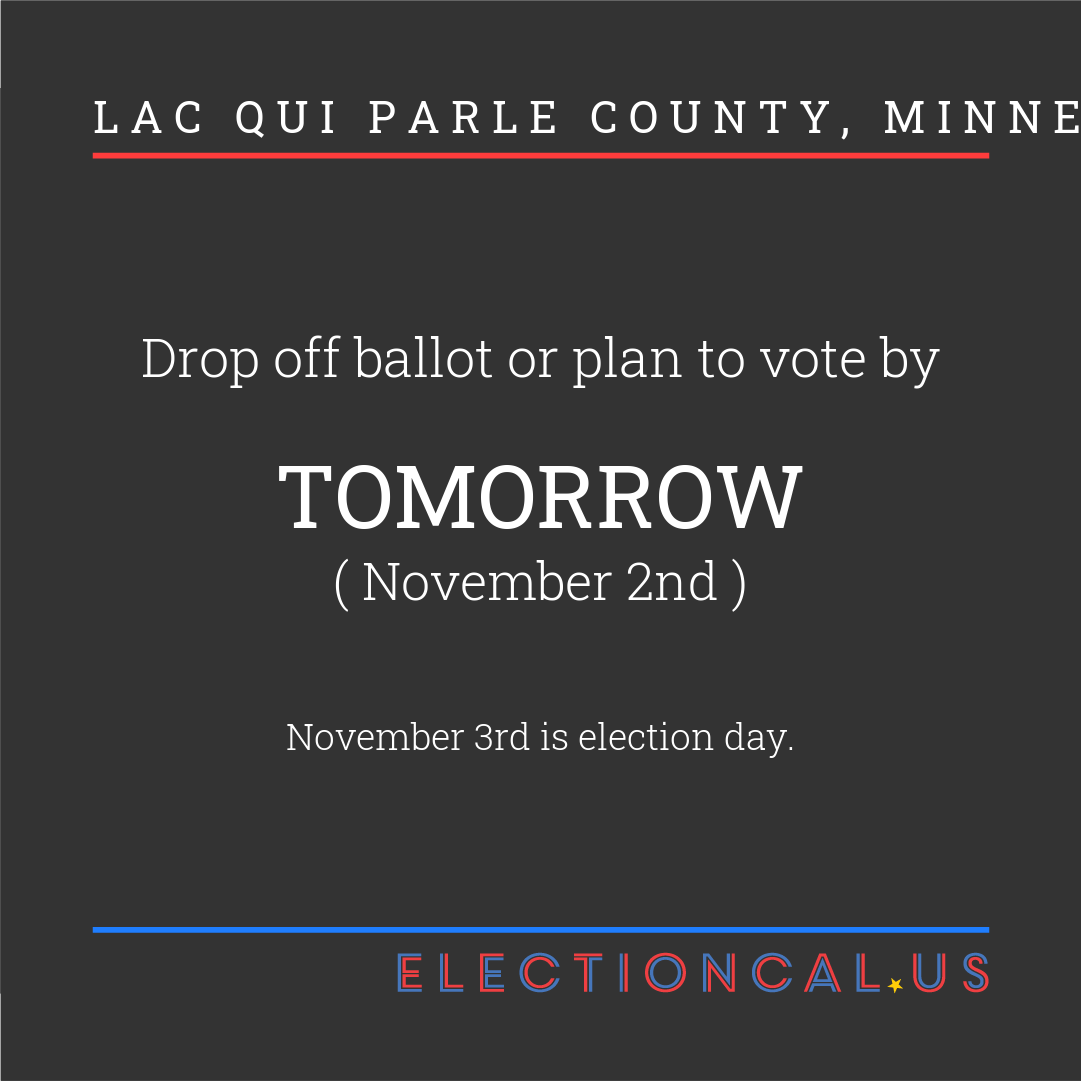 LAC QUI PARLE COUNTY, MINNE
Drop off ballot or plan to vote by
TOMORROW
( November 2nd )
November 3rd is election day.
ELECTIONCAL.US